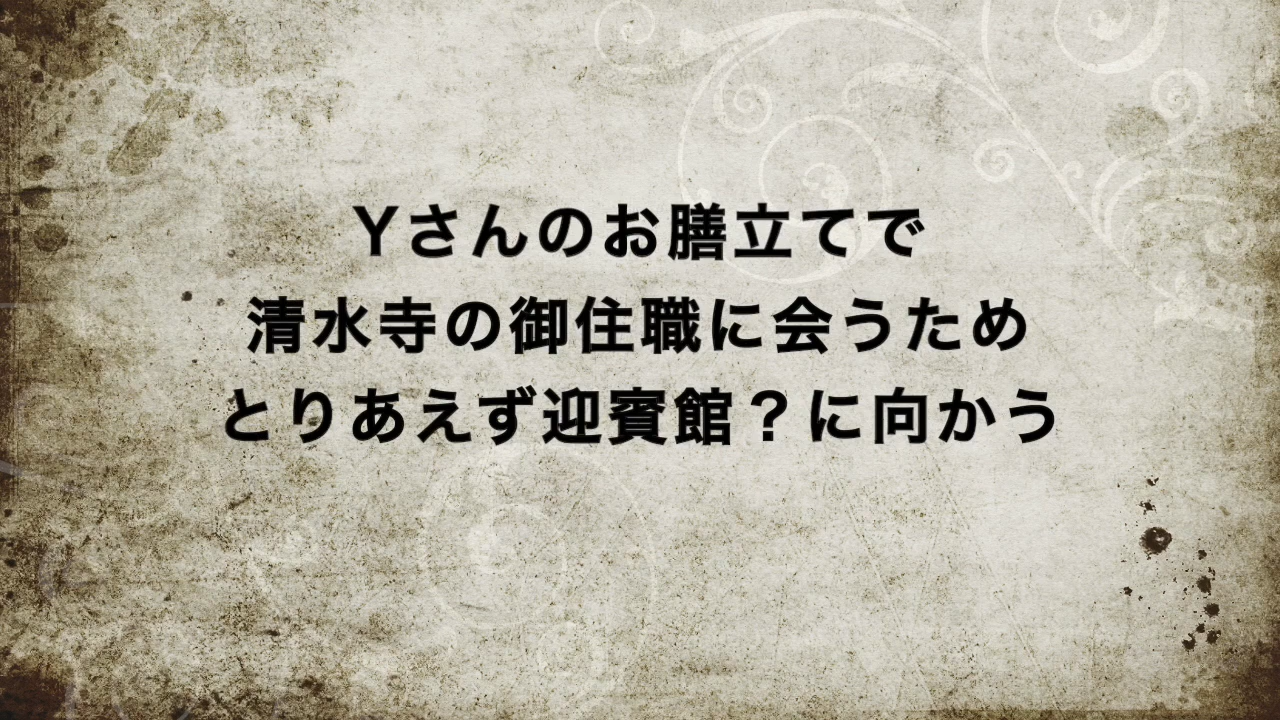 Yさんのお膳立てで
清水寺の御住職に会うため
とりあえず迎賓館？に向かう